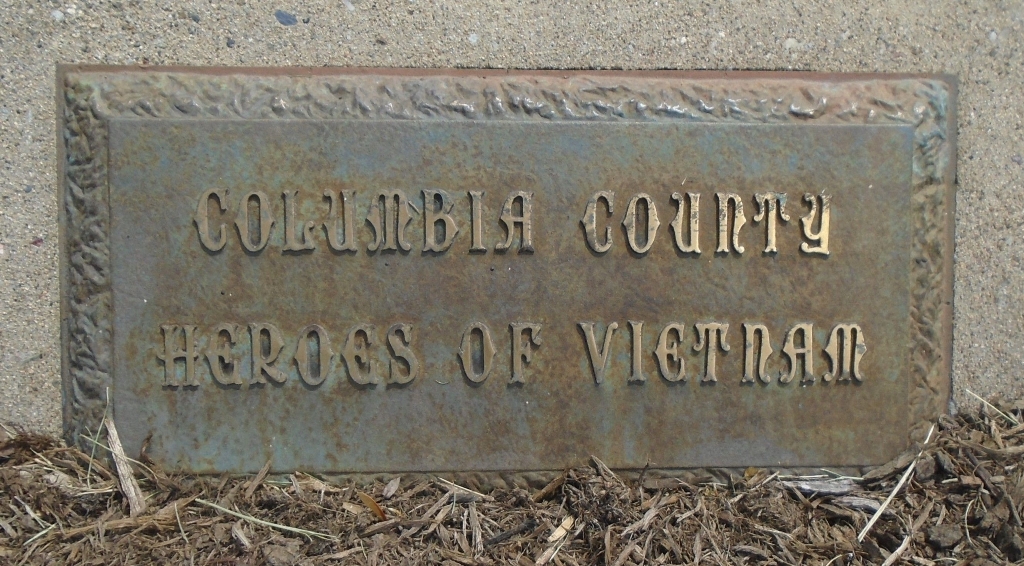 COLUMBIA COUNTY
HEROES OF VIETNAM